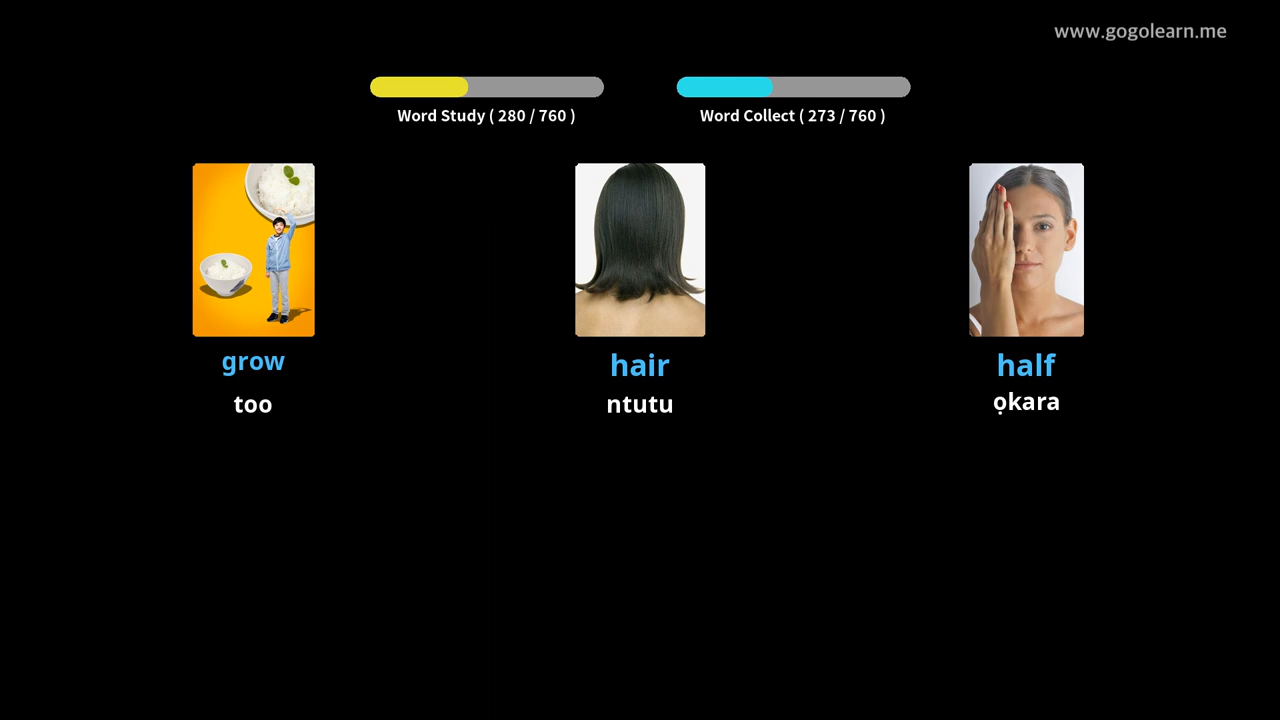 www.gogolearn.me
Word Study ( 280 / 760 )
Word Collect ( 273 / 760 )
grow
too
hair
ntutu
half
ọkara